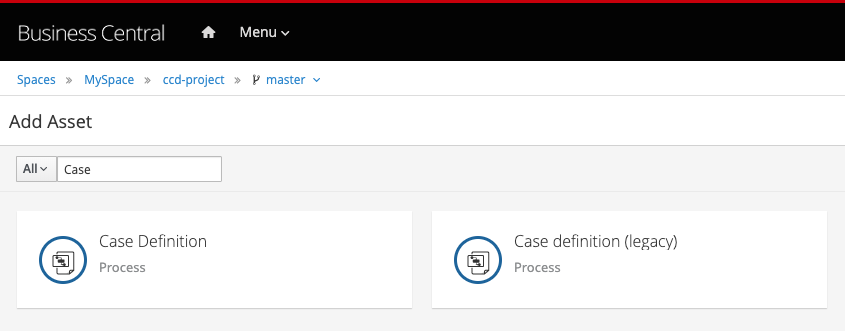 Business Central Menu
Spaces » MySpace » ccd-project » master
Add Asset
All Case
Case Definition
Process
Case definition (legacy)
Process